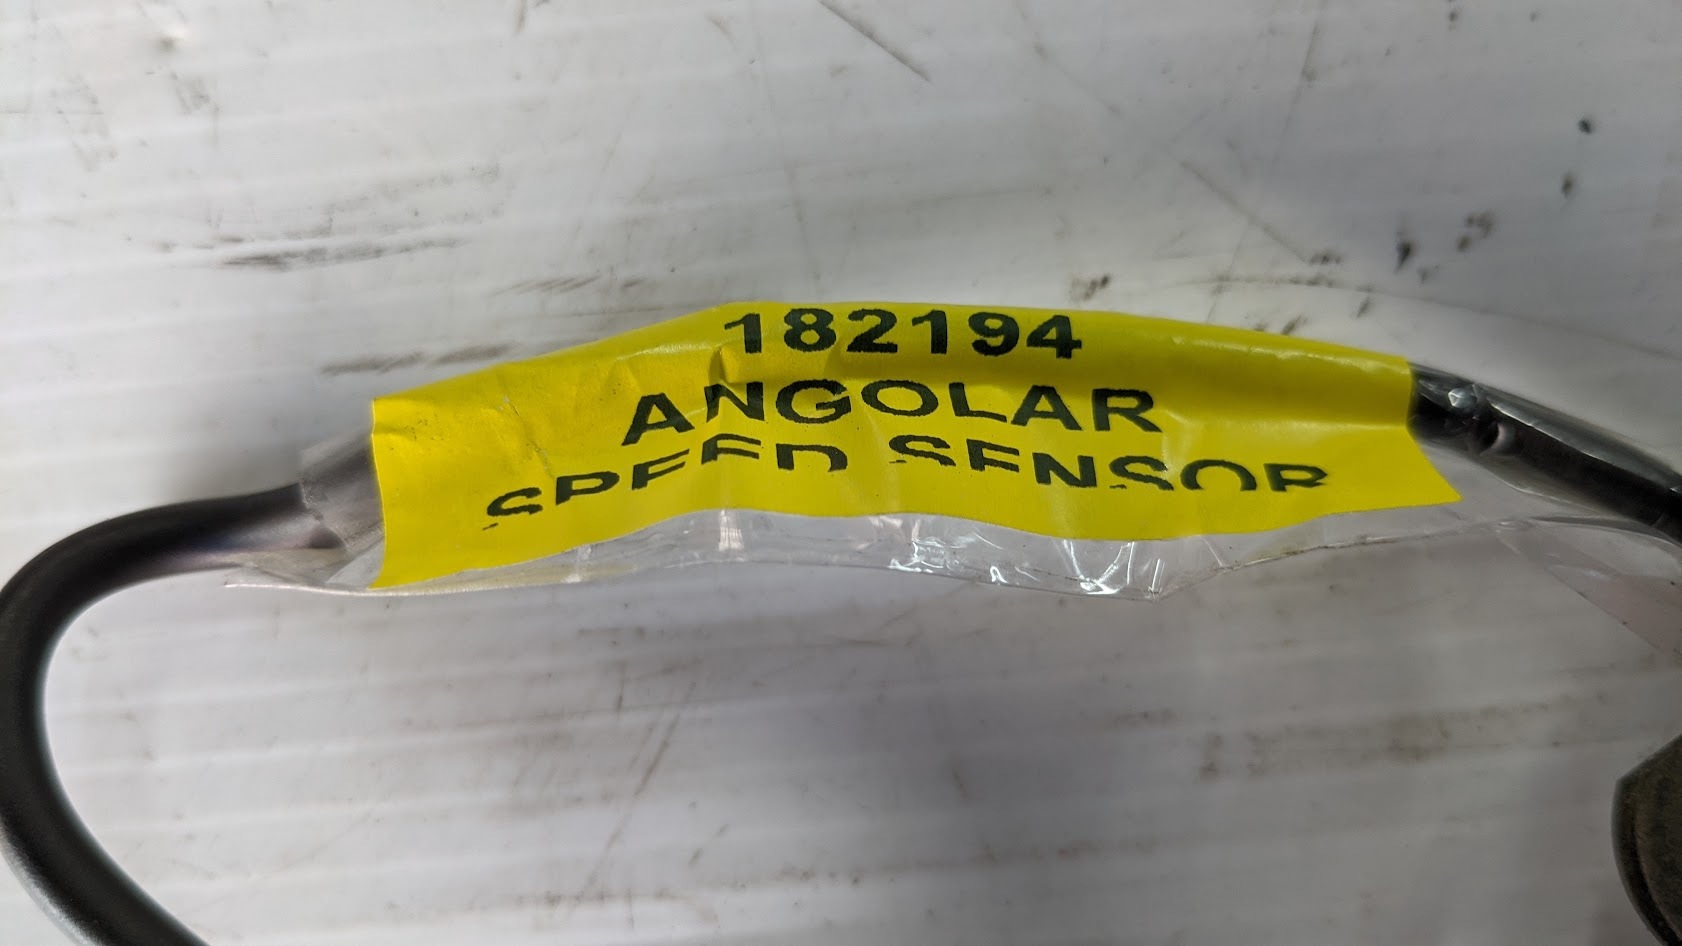 182194
ANGOLAR
SPEED SENSOR